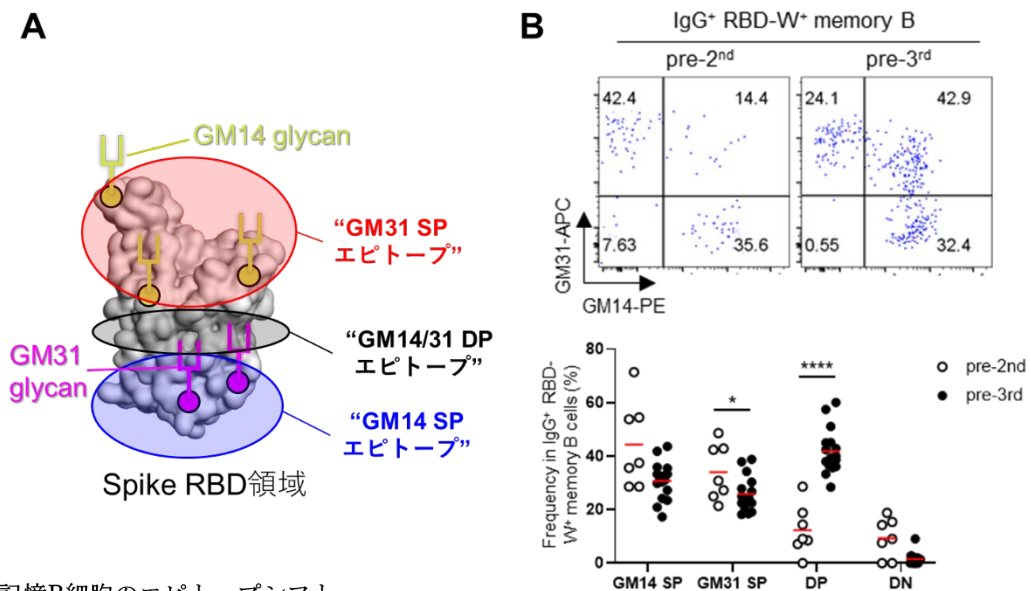 A
GM14 glycan
“GM31 SP
エピトープ”
“GM14/31 DP
エピトープ”
GM31
glycan
“GM14 SP
エピトープ”
Spike RBD領域
B
IgG⁺ RBD-W⁺ memory B
pre-2ⁿᵈ
pre-3ʳᵈ
42.4
14.4
7.63
35.6
24.1
42.9
0.55
32.4
GM31-APC
GM14-PE
Frequency in IgG⁺ RBD-
W⁺ memory B cells (%)
80
60
40
20
0
*
****
pre-2nd
pre-3rd
GM14 SP
GM31 SP
DP
DN